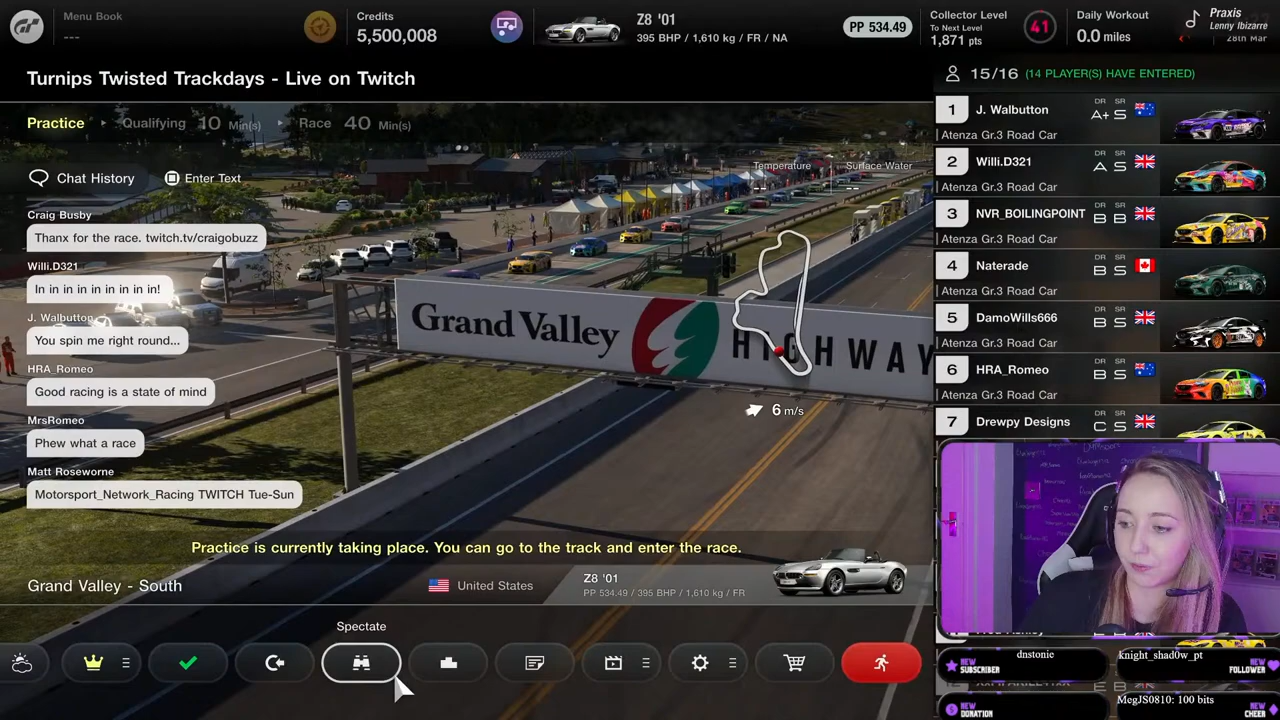 Menu Book
---
Credits
5,500,008
Z8 '01
395 BHP / 1,610 kg / FR / NA
PP 534.49
Collector Level
To Next Level
1,871 pts
41
Daily Workout
0.0 miles
Praxis
Lenny Ibizarre
28th Mar
Turnips Twisted Trackdays - Live on Twitch
15/16 (14 PLAYER(S) HAVE ENTERED)
Practice
Qualifying 10 Min(s)
Race 40 Min(s)
Temperature
--
Surface Water
--
Chat History
Enter Text
Craig Busby
Thanx for the race. twitch.tv/craigobuzz
Willi.D321
In in in in in in in in!
J. Walbutton
You spin me right round...
HRA_Romeo
Good racing is a state of mind
MrsRomeo
Phew what a race
Matt Roseworne
Motorsport_Network_Racing TWITCH Tue-Sun
Grand Valley HIGHWAY
6 m/s
Practice is currently taking place. You can go to the track and enter the race.
Grand Valley - South
United States
Z8 '01
PP 534.49 / 395 BHP / 1,610 kg / FR
Spectate
1 J. Walbutton DR A+ SR S
Atenza Gr.3 Road Car
2 Willi.D321 DR A SR S
Atenza Gr.3 Road Car
3 NVR_BOILINGPOINT DR B SR B
Atenza Gr.3 Road Car
4 Naterade DR B SR S
Atenza Gr.3 Road Car
5 DamoWills666 DR B SR S
Atenza Gr.3 Road Car
6 HRA_Romeo DR B SR S
Atenza Gr.3 Road Car
7 Drewpy Designs DR C SR S
NEW SUBSCRIBER
dnstonic
knight_shad0w_pt
NEW FOLLOWER
NEW DONATION
MegJS0810: 100 bits
NEW CHEER